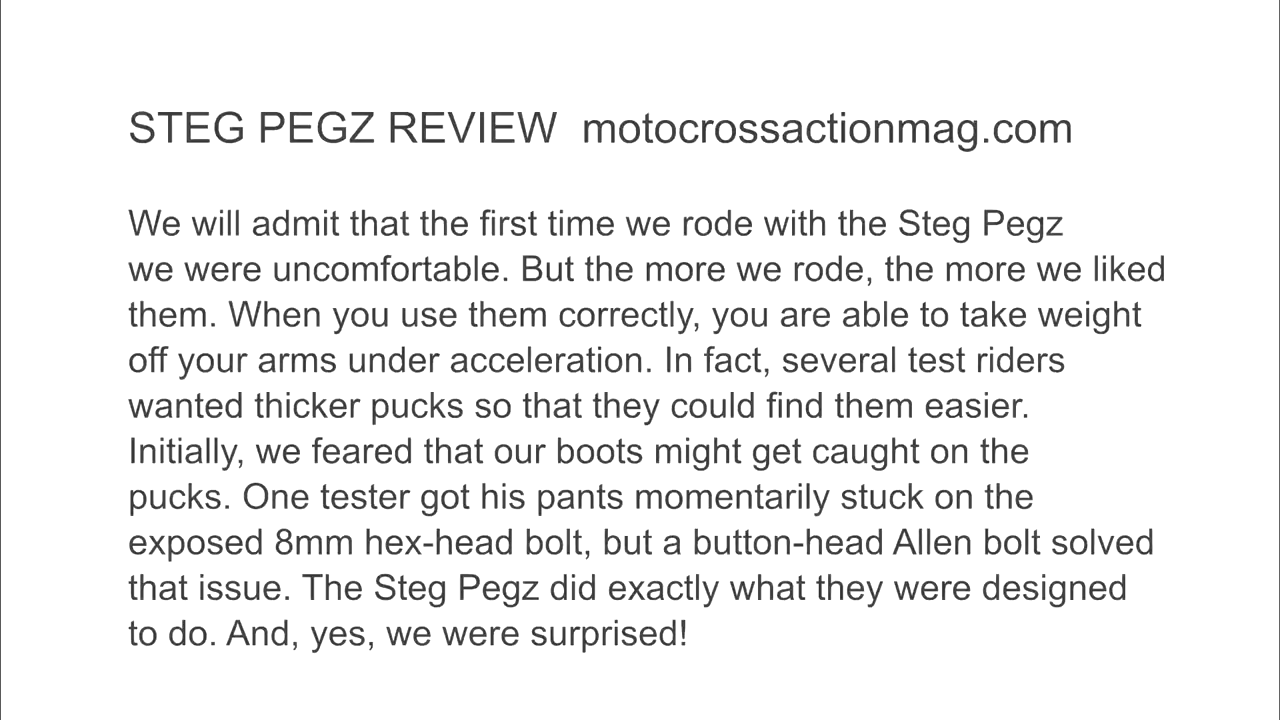 STEG PEGZ REVIEW motocrossactionmag.com
We will admit that the first time we rode with the Steg Pegz
we were uncomfortable. But the more we rode, the more we liked
them. When you use them correctly, you are able to take weight
off your arms under acceleration. In fact, several test riders
wanted thicker pucks so that they could find them easier.
Initially, we feared that our boots might get caught on the
pucks. One tester got his pants momentarily stuck on the
exposed 8mm hex-head bolt, but a button-head Allen bolt solved
that issue. The Steg Pegz did exactly what they were designed
to do. And, yes, we were surprised!